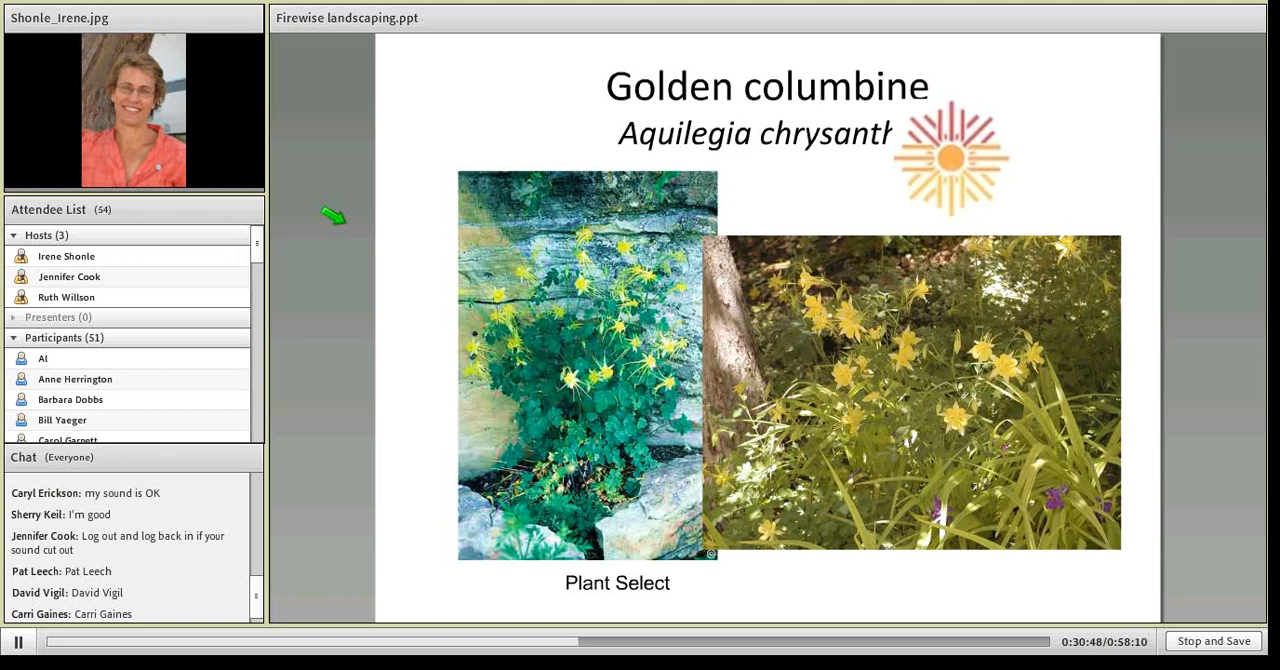 Shonle_Irene.jpg
Attendee List (54)
Hosts (3)
Irene Shonle
Jennifer Cook
Ruth Willson
Presenters (0)
Participants (51)
Al
Anne Herrington
Barbara Dobbs
Bill Yaeger
Carol Garnett
Chat (Everyone)
Caryl Erickson: my sound is OK
Sherry Keil: I'm good
Jennifer Cook: Log out and log back in if your
sound cut out
Pat Leech: Pat Leech
David Vigil: David Vigil
Carri Gaines: Carri Gaines
Firewise landscaping.ppt
Golden columbine
Aquilegia chrysanth
©
Plant Select
0:30:48/0:58:10
Stop and Save